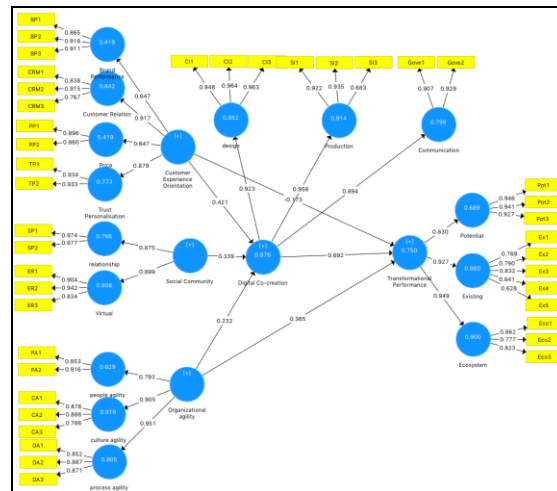 BP1
BP2
BP3
0.865
0.916
0.911
0.419
Brand
Performance
CRM1
CRM2
CRM3
0.838
0.915
0.767
0.842
Customer Relation
PP1
PP2
0.896
0.860
0.419
Price
TP1
TP2
0.934
0.933
0.773
Trust
Personalisation
SP1
SP2
0.974
0.977
0.766
relationship
ER1
ER2
ER3
0.904
0.942
0.834
0.808
Virtual
PA1
PA2
0.853
0.916
0.629
people agility
CA1
CA2
CA3
0.878
0.886
0.786
0.819
culture agility
DA1
DA2
DA3
0.852
0.887
0.871
0.905
process agility
0.647
0.917
0.647
0.879
[+]
Customer
Experience
Orientation
0.875
0.899
[+]
Social Community
0.793
0.905
0.951
[+]
Organizational
agility
CI1
CI2
CI3
0.948
0.964
0.963
0.852
design
SI1
SI2
SI3
0.922
0.935
0.683
0.914
Production
Gove1
Gove2
0.907
0.929
0.799
Communication
0.923
0.956
0.894
-0.173
0.421
0.339
0.232
0.692
0.365
[+]
0.876
Digital Co-creation
[+]
0.750
Transformational
Performance
0.830
0.927
0.949
0.689
Potential
0.946
0.941
0.927
Pot1
Pot2
Pot3
0.860
Existing
0.769
0.790
0.832
0.841
0.628
Ex1
Ex2
Ex3
Ex4
Ex5
0.900
Ecosystem
0.862
0.777
0.823
Eco1
Eco2
Eco3